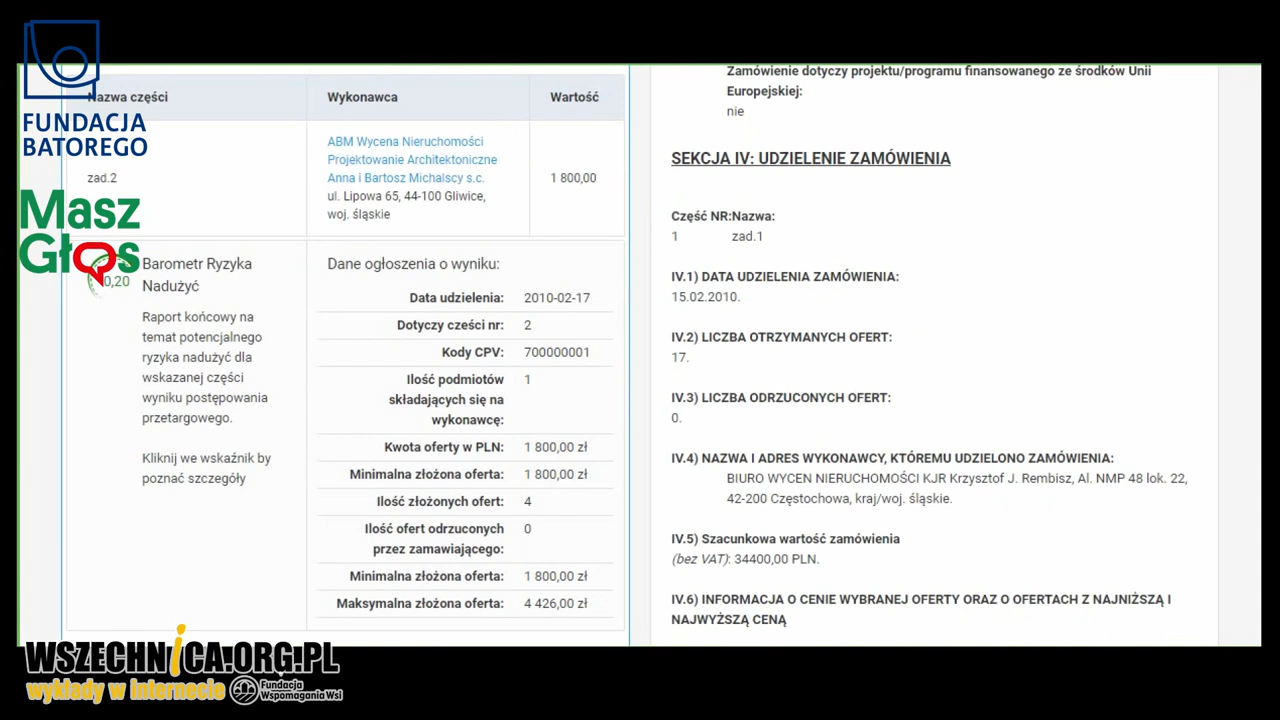 FUNDACJA
BATOREGO
Masz
Głos
Nazwa części
Wykonawca
Wartość
zad.2
ABM Wycena Nieruchomości
Projektowanie Architektoniczne
Anna i Bartosz Michalscy s.c.
ul. Lipowa 65, 44-100 Gliwice,
woj. śląskie
1 800,00
0,20
Barometr Ryzyka
Nadużyć
Raport końcowy na
temat potencjalnego
ryzyka nadużyć dla
wskazanej części
wyniku postępowania
przetargowego.
Kliknij we wskaźnik by
poznać szczegóły
Dane ogłoszenia o wyniku:
Data udzielenia: 2010-02-17
Dotyczy cześci nr: 2
Kody CPV: 700000001
Ilość podmiotów 1
składających się na
wykonawcę:
Kwota oferty w PLN: 1 800,00 zł
Minimalna złożona oferta: 1 800,00 zł
Ilość złożonych ofert: 4
Ilość ofert odrzuconych 0
przez zamawiającego:
Minimalna złożona oferta: 1 800,00 zł
Maksymalna złożona oferta: 4 426,00 zł
Zamówienie dotyczy projektu/programu finansowanego ze środków Unii
Europejskiej:
nie
SEKCJA IV: UDZIELENIE ZAMÓWIENIA
Część NR:Nazwa:
1 zad.1
IV.1) DATA UDZIELENIA ZAMÓWIENIA:
15.02.2010.
IV.2) LICZBA OTRZYMANYCH OFERT:
17.
IV.3) LICZBA ODRZUCONYCH OFERT:
0.
IV.4) NAZWA I ADRES WYKONAWCY, KTÓREMU UDZIELONO ZAMÓWIENIA:
BIURO WYCEN NIERUCHOMOŚCI KJR Krzysztof J. Rembisz, Al. NMP 48 lok. 22,
42-200 Częstochowa, kraj/woj. śląskie.
IV.5) Szacunkowa wartość zamówienia
(bez VAT): 34400,00 PLN.
IV.6) INFORMACJA O CENIE WYBRANEJ OFERTY ORAZ O OFERTACH Z NAJNIŻSZĄ I
NAJWYŻSZĄ CENĄ
WSZECHNICA.ORG.PL
wykłady w internecie
Fundacja
Wspomagania Wsi